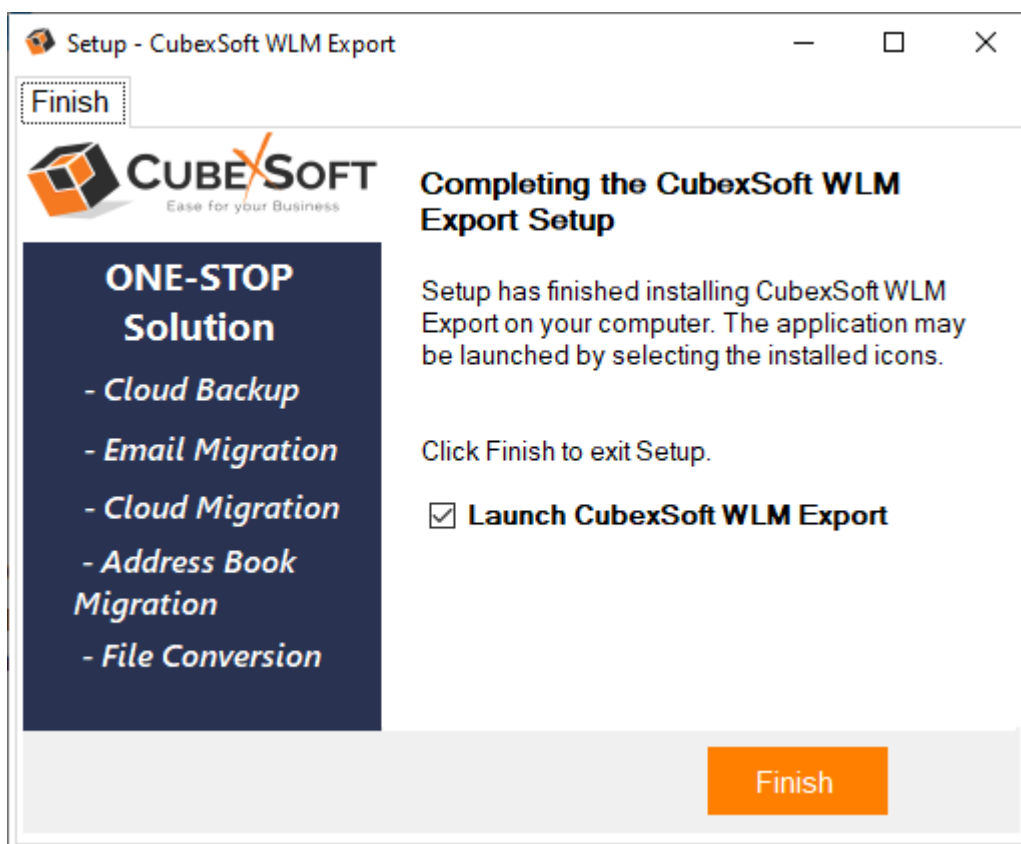 Setup - CubexSoft WLM Export
Finish
CUBEXSOFT
Ease for your Business
ONE-STOP
Solution
- Cloud Backup
- Email Migration
- Cloud Migration
- Address Book
Migration
- File Conversion
Completing the CubexSoft WLM
Export Setup
Setup has finished installing CubexSoft WLM
Export on your computer. The application may
be launched by selecting the installed icons.
Click Finish to exit Setup.
Launch CubexSoft WLM Export
Finish